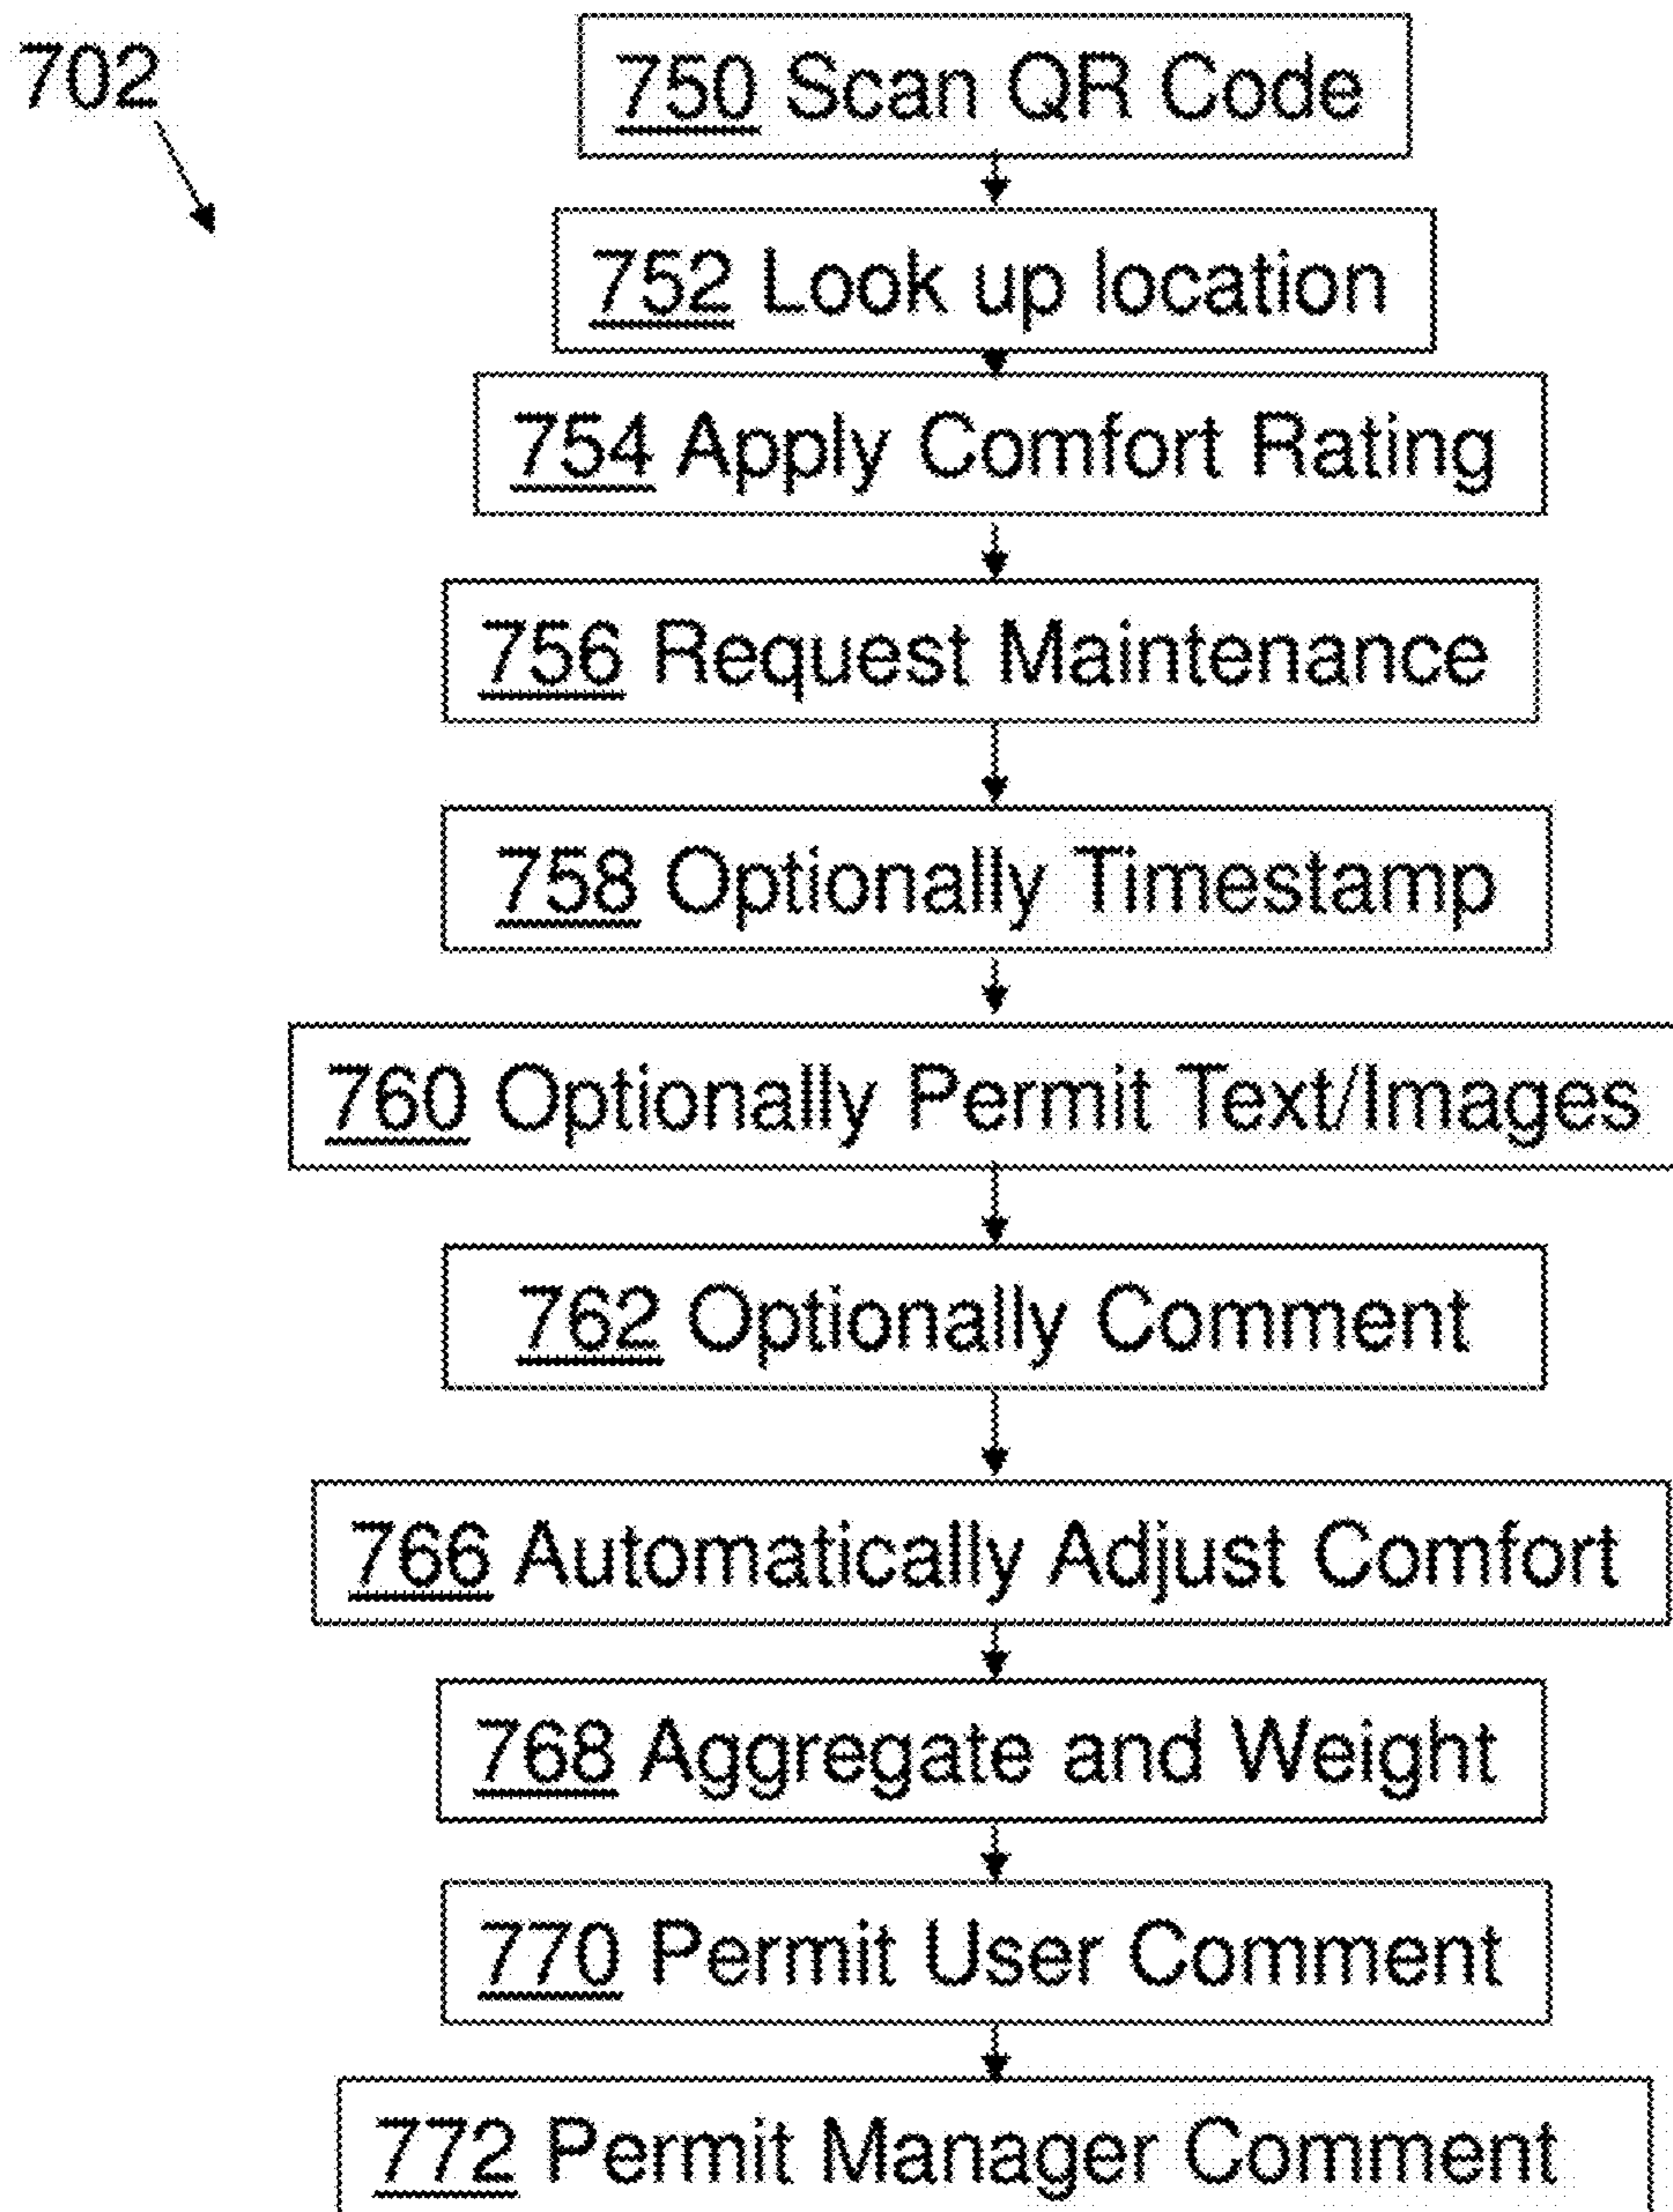 702
750 Scan QR Code
752 Look up location
754 Apply Comfort Rating
756 Request Maintenance
758 Optionally Timestamp
760 Optionally Permit Text/Images
762 Optionally Comment
766 Automatically Adjust Comfort
768 Aggregate and Weight
770 Permit User Comment
772 Permit Manager Comment